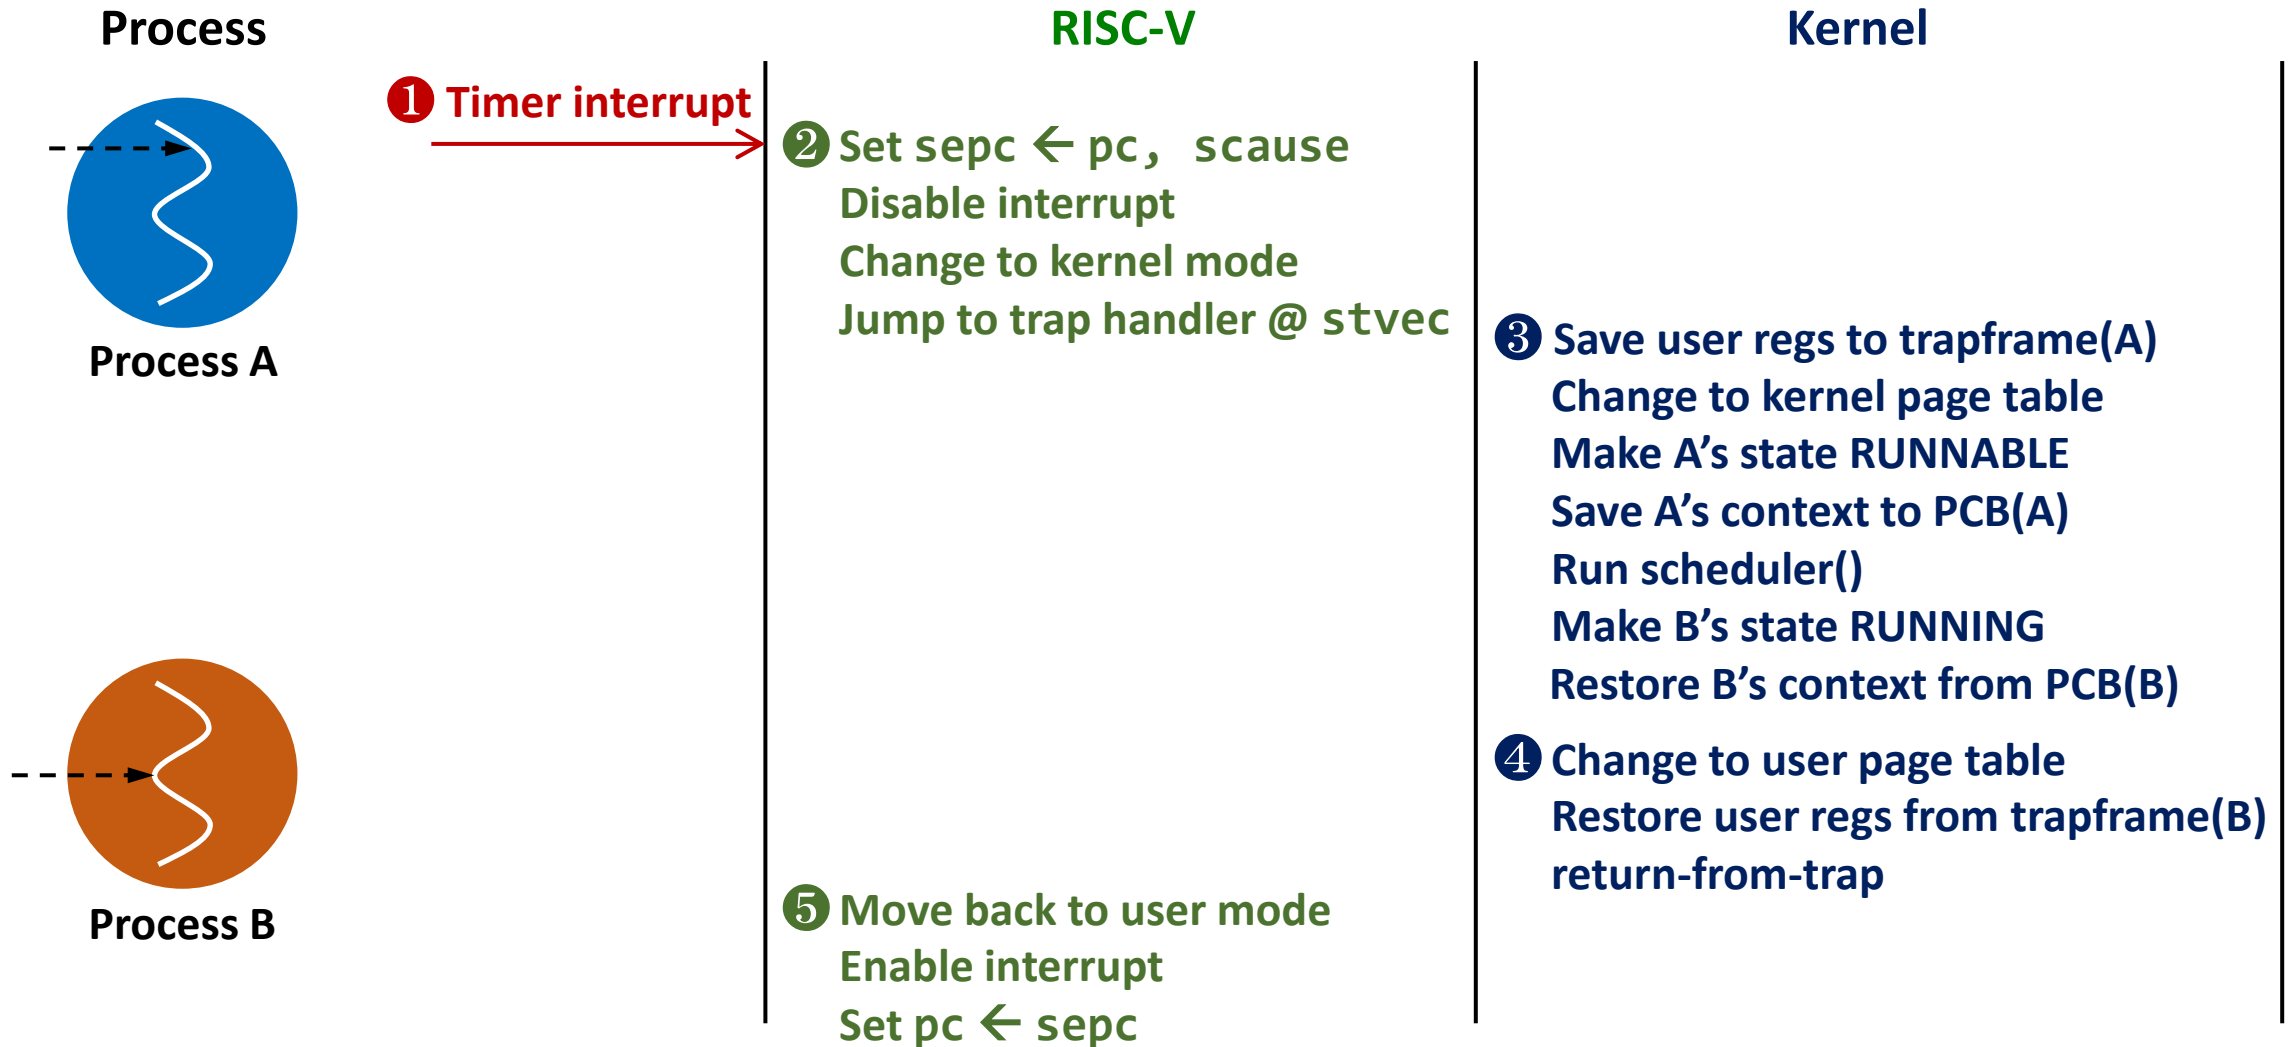 Process
RISC-V
Kernel
❶ Timer interrupt
Process A
❷ Set sepc ← pc, scause
Disable interrupt
Change to kernel mode
Jump to trap handler @ stvec
❸ Save user regs to trapframe(A)
Change to kernel page table
Make A’s state RUNNABLE
Save A’s context to PCB(A)
Run scheduler()
Make B’s state RUNNING
Restore B’s context from PCB(B)
❹ Change to user page table
Restore user regs from trapframe(B)
return-from-trap
Process B
❺ Move back to user mode
Enable interrupt
Set pc ← sepc